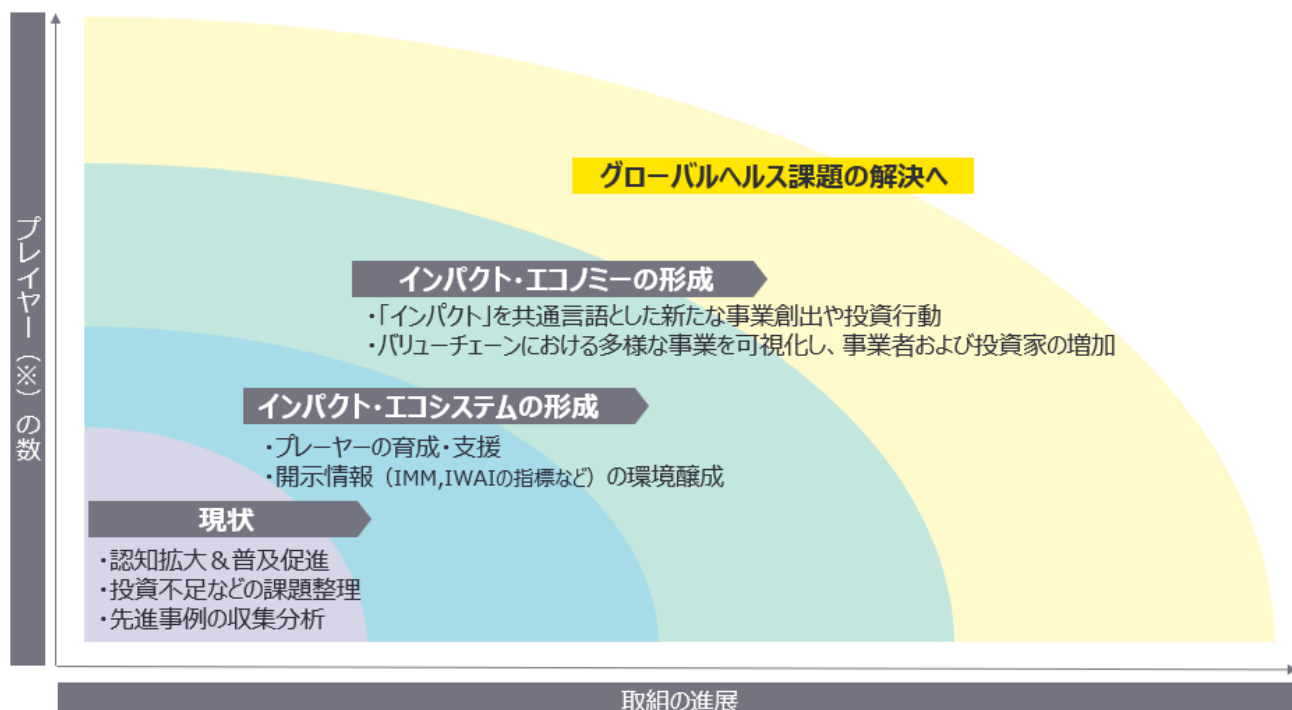 プレイヤー（※）の数
グローバルヘルス課題の解決へ
インパクト・エコノミーの形成
・「インパクト」を共通言語とした新たな事業創出や投資行動
・バリューチェーンにおける多様な事業を可視化し、事業者および投資家の増加
インパクト・エコシステムの形成
・プレーヤーの育成・支援
・開示情報（IMM,IWAIの指標など）の環境醸成
現状
・認知拡大＆普及促進
・投資不足などの課題整理
・先進事例の収集分析
取組の進展